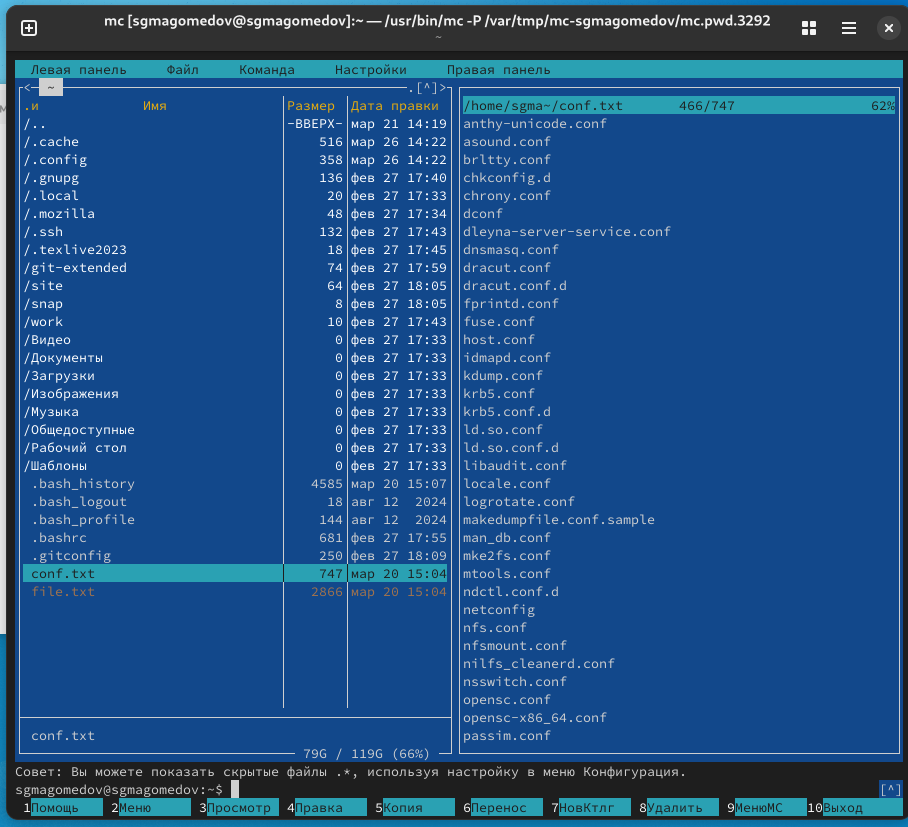 mc [sgmagomedov@sgmagomedov]:~ — /usr/bin/mc -P /var/tmp/mc-sgmagomedov/mc.pwd.3292
~
Левая панель Файл Команда Настройки Правая панель
<— ~ .[^]>
.и Имя Размер Дата правки
/.. -ВВЕРХ- мар 21 14:19
/.cache 516 мар 26 14:22
/.config 358 мар 26 14:22
/.gnupg 136 фев 27 17:40
/.local 20 фев 27 17:33
/.mozilla 48 фев 27 17:34
/.ssh 132 фев 27 17:43
/.texlive2023 18 фев 27 17:45
/git-extended 74 фев 27 17:59
/site 64 фев 27 18:05
/snap 8 фев 27 18:05
/work 10 фев 27 17:43
/Видео 0 фев 27 17:33
/Документы 0 фев 27 17:33
/Загрузки 0 фев 27 17:33
/Изображения 0 фев 27 17:33
/Музыка 0 фев 27 17:33
/Общедоступные 0 фев 27 17:33
/Рабочий стол 0 фев 27 17:33
/Шаблоны 0 фев 27 17:33
.bash_history 4585 мар 20 15:07
.bash_logout 18 авг 12 2024
.bash_profile 144 авг 12 2024
.bashrc 681 фев 27 17:55
.gitconfig 250 фев 27 18:09
conf.txt 747 мар 20 15:04
file.txt 2866 мар 20 15:04
conf.txt
79G / 119G (66%)
/home/sgma~/conf.txt 466/747 62%
anthy-unicode.conf
asound.conf
brltty.conf
chkconfig.d
chrony.conf
dconf
dleyna-server-service.conf
dnsmasq.conf
dracut.conf
dracut.conf.d
fprintd.conf
fuse.conf
host.conf
idmapd.conf
kdump.conf
krb5.conf
krb5.conf.d
ld.so.conf
ld.so.conf.d
libaudit.conf
locale.conf
logrotate.conf
makedumpfile.conf.sample
man_db.conf
mke2fs.conf
mtools.conf
ndctl.conf.d
netconfig
nfs.conf
nfsmount.conf
nilfs_cleanerd.conf
nsswitch.conf
opensc.conf
opensc-x86_64.conf
passim.conf
Совет: Вы можете показать скрытые файлы .*, используя настройку в меню Конфигурация.
sgmagomedov@sgmagomedov:~$ [^]
1Помощь 2Меню 3Просмотр 4Правка 5Копия 6Перенос 7НовКтлг 8Удалить 9МенюMC 10Выход